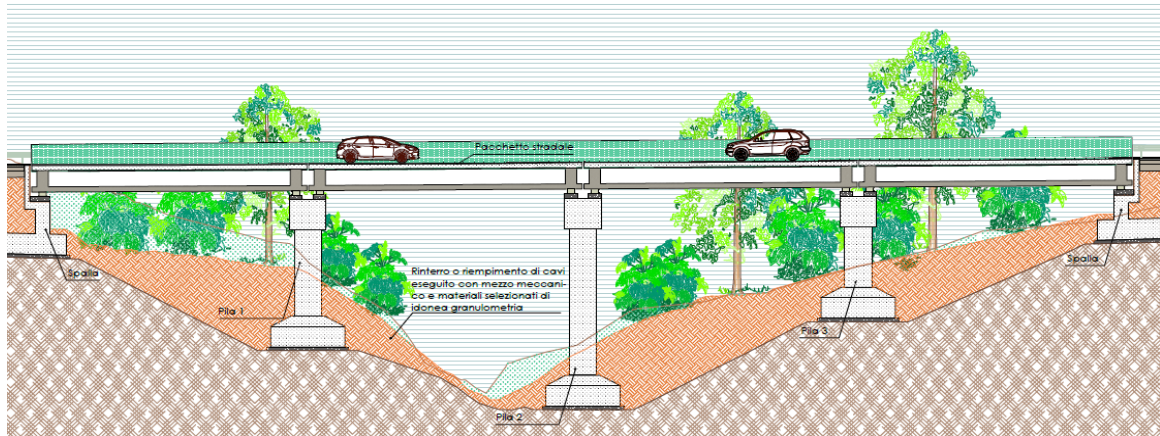 Pacchetto stradale
Spalla
Rinterro o riempimento di cavi
eseguito con mezzo meccani-
co e materiali selezionati di
idonea granulometria
Spalla
Pila 1
Pila 3
Pila 2